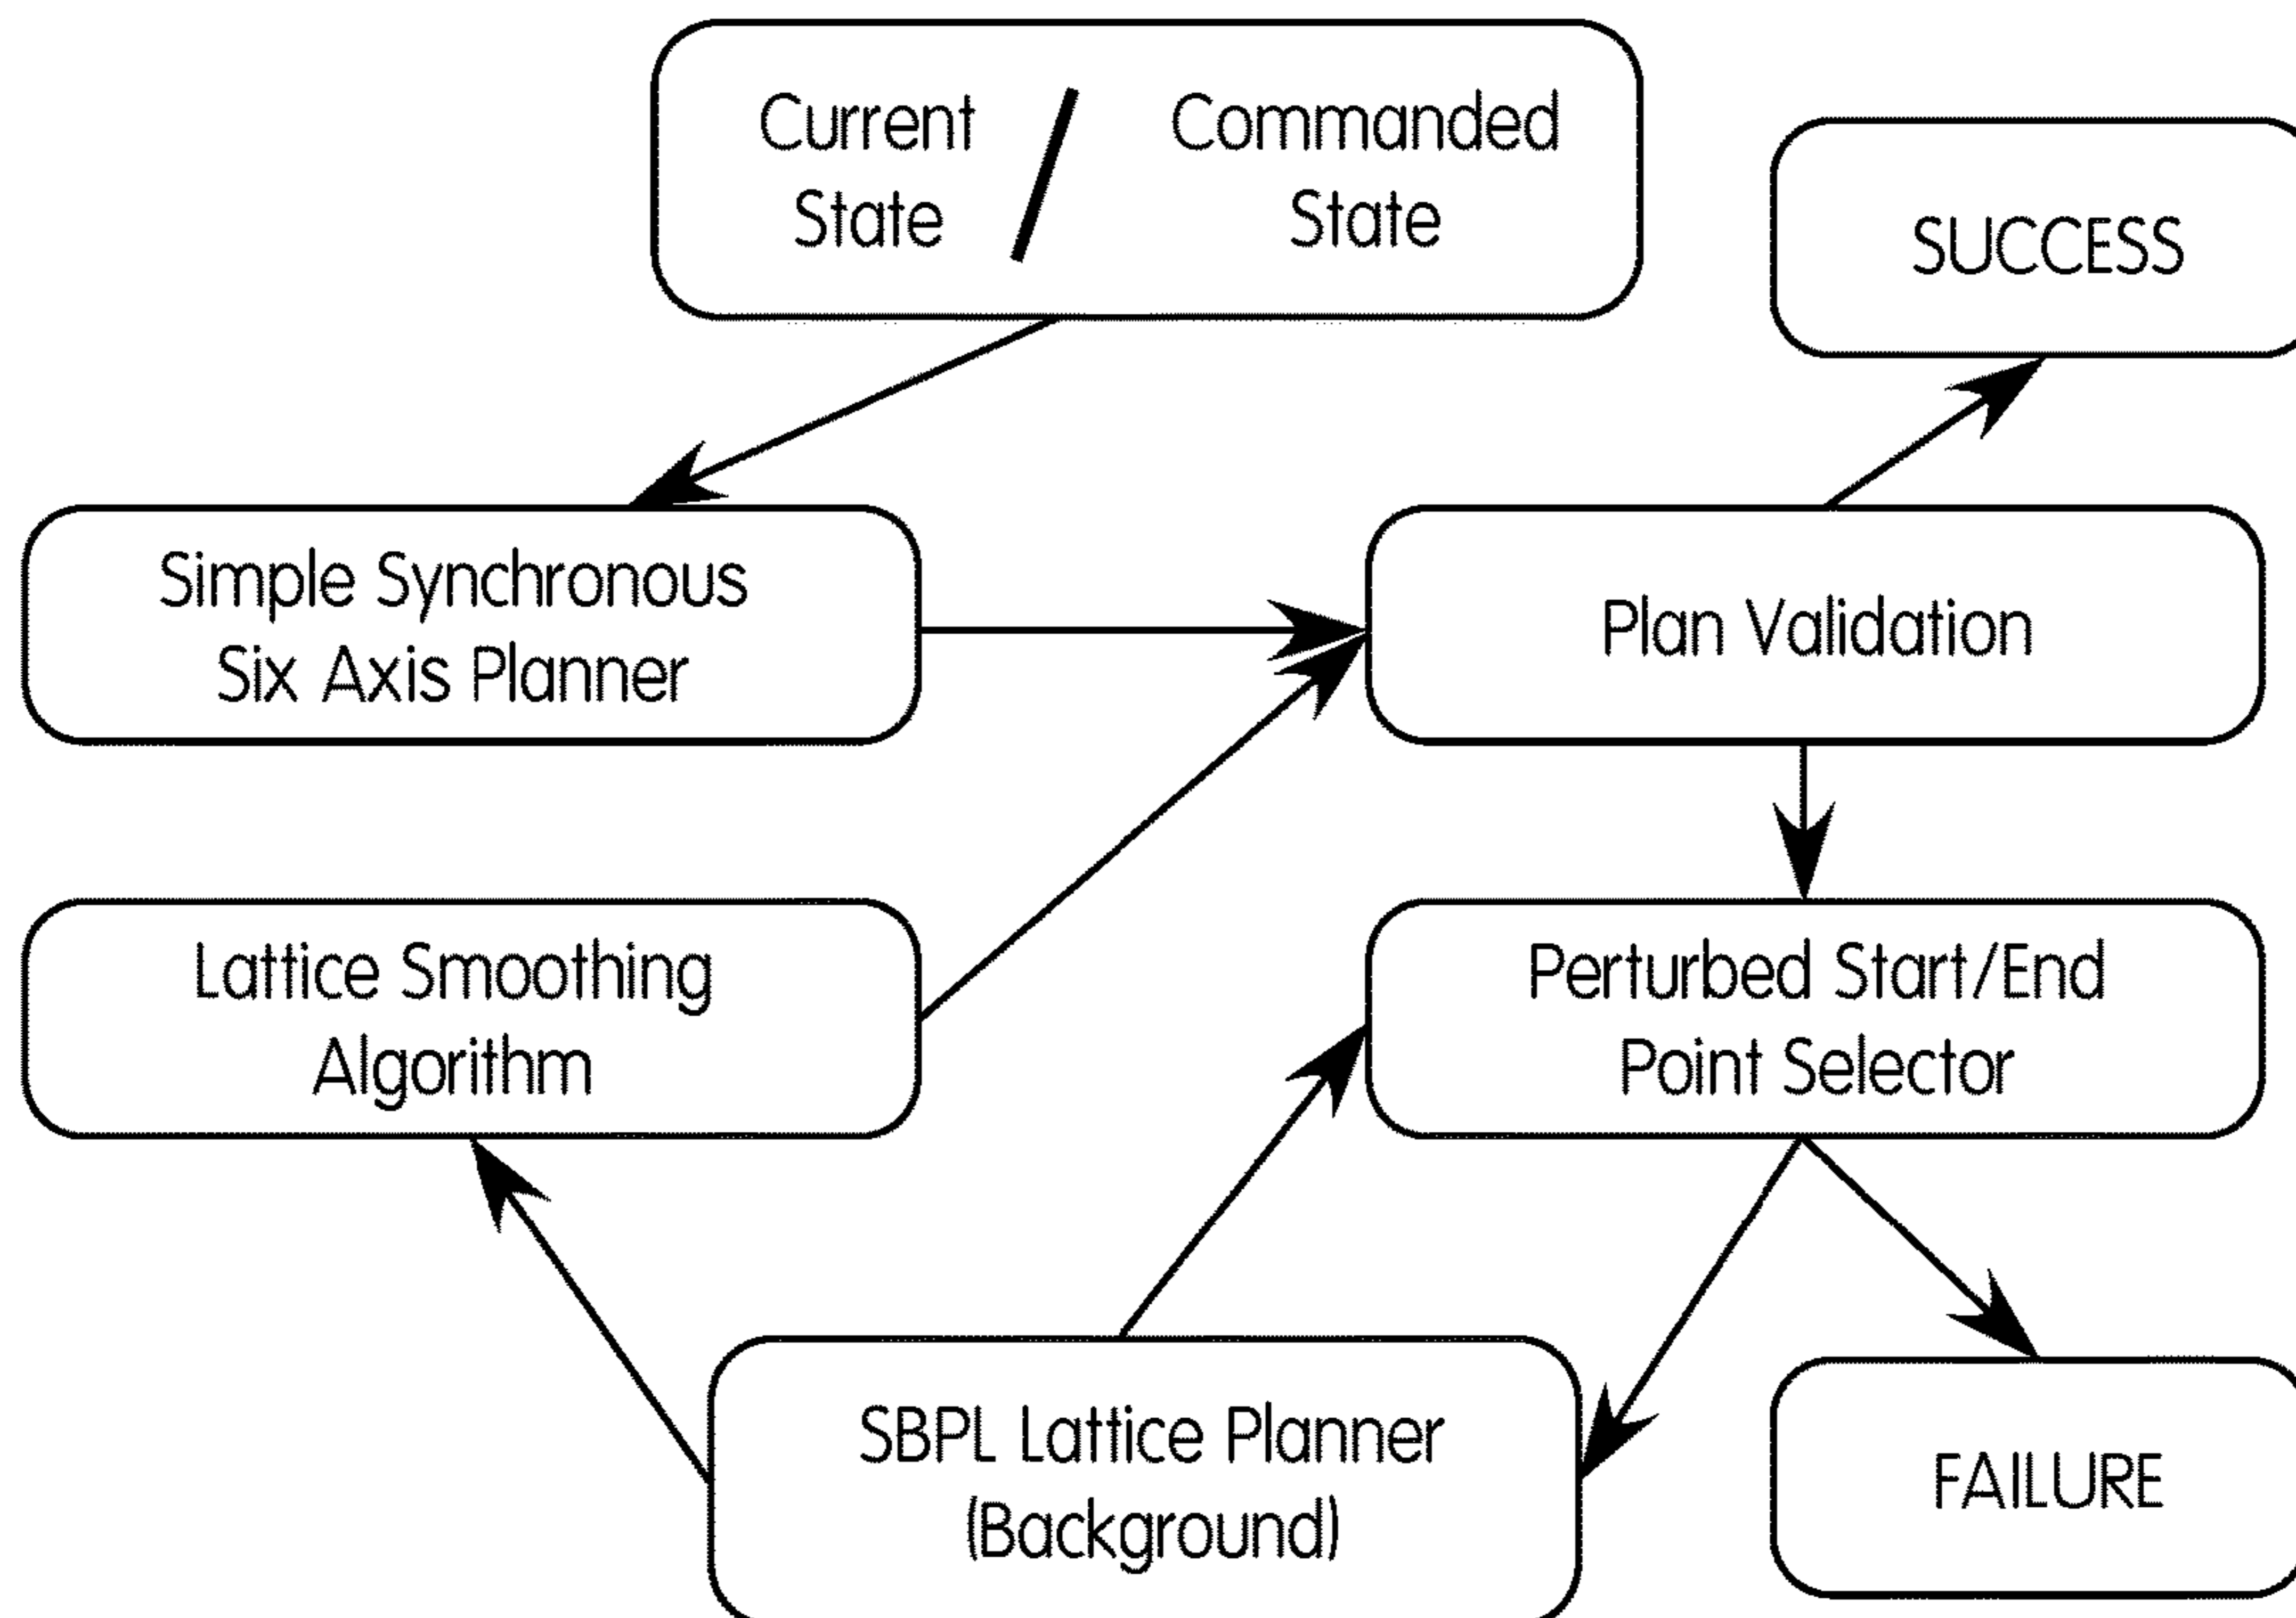 Current / Commanded
State State
SUCCESS
Simple Synchronous
Six Axis Planner
Plan Validation
Lattice Smoothing
Algorithm
Perturbed Start/End
Point Selector
SBPL Lattice Planner
(Background)
FAILURE